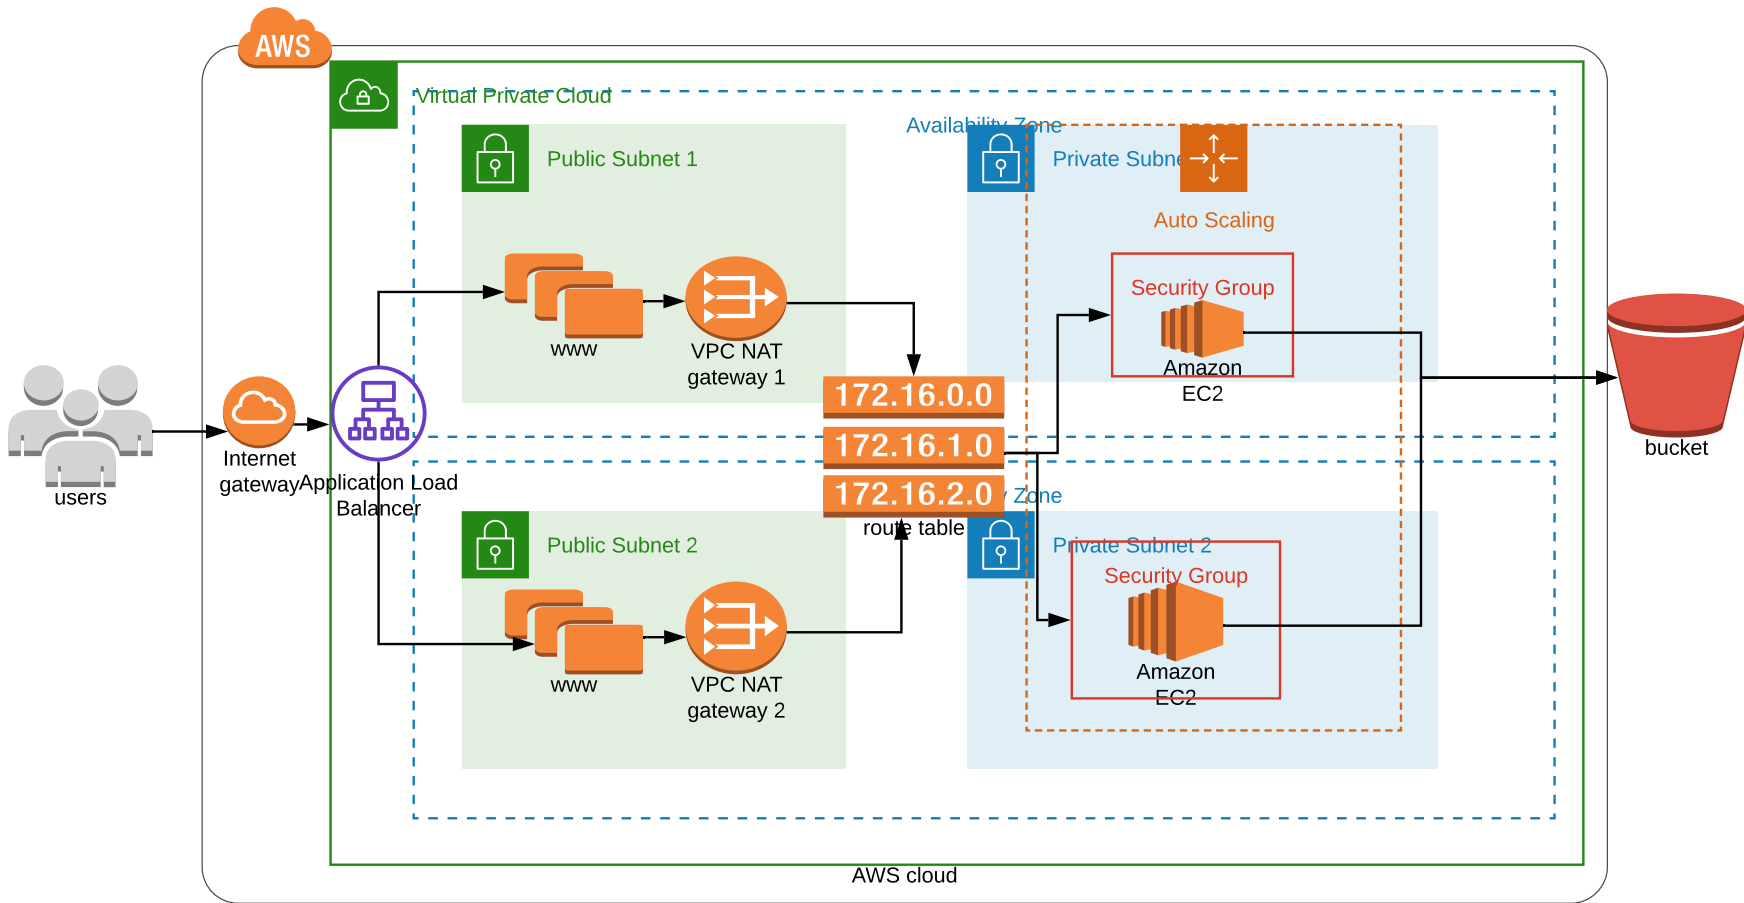 AWS
Virtual Private Cloud
Availability Zone
Public Subnet 1
Private Subne
Auto Scaling
Security Group
www
VPC NAT
gateway 1
Amazon
EC2
172.16.0.0
172.16.1.0
172.16.2.0
route table
users
Internet
gateway
Application Load
Balancer
bucket
Zone
Public Subnet 2
Private Subnet 2
Security Group
www
VPC NAT
gateway 2
Amazon
EC2
AWS cloud